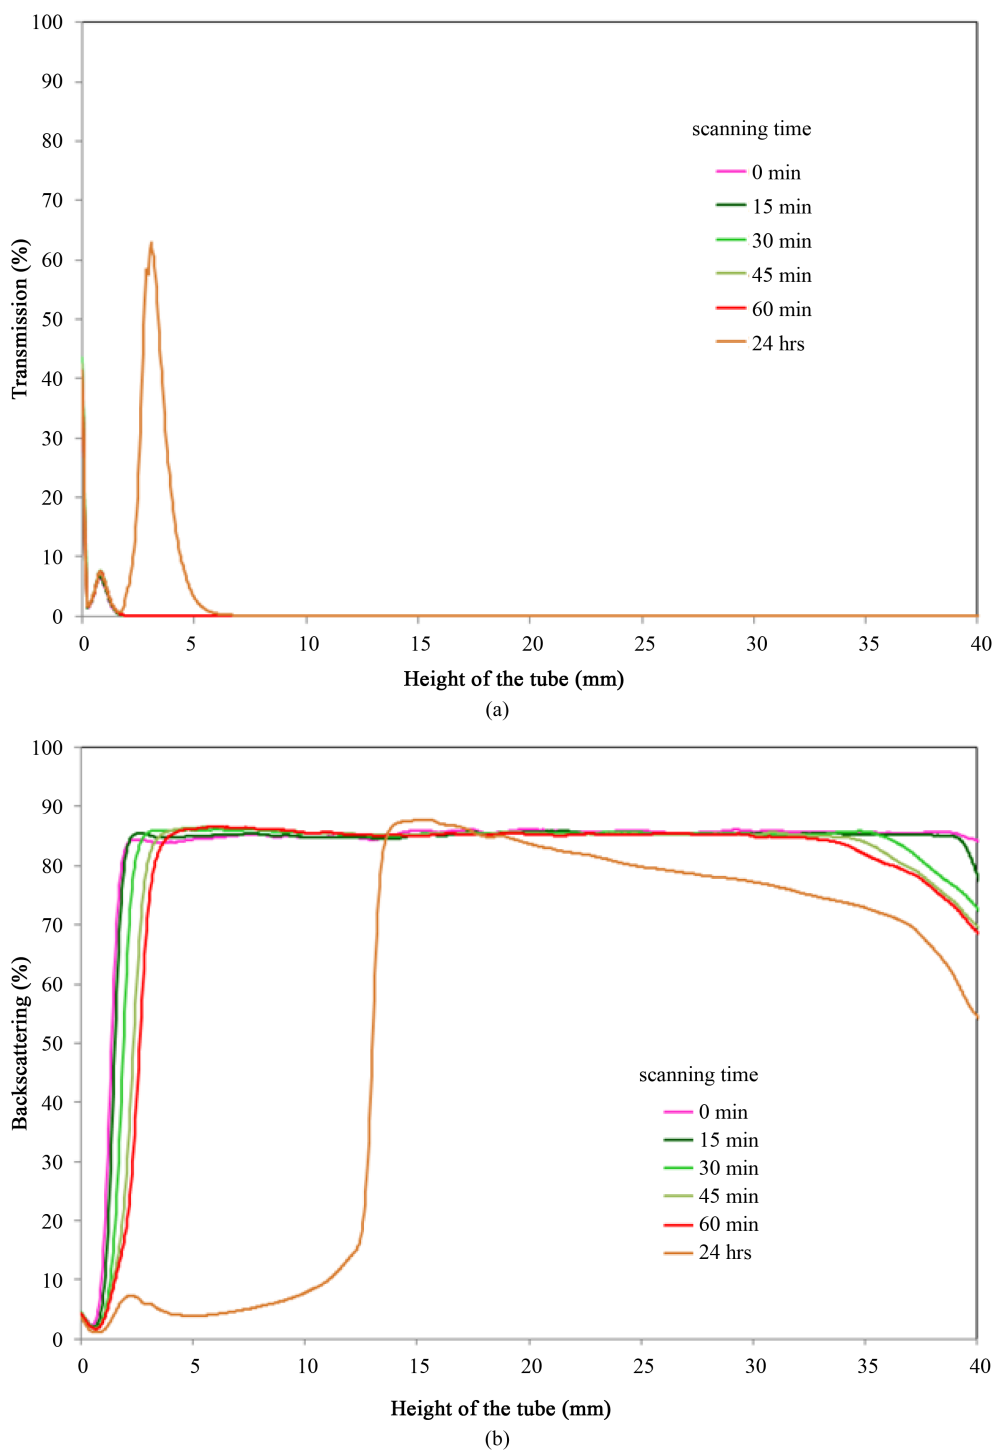 100
90
80
70
60
50
40
30
20
10
0
Transmission (%)
scanning time
0 min
15 min
30 min
45 min
60 min
24 hrs
0 5 10 15 20 25 30 35 40
Height of the tube (mm)
(a)
100
90
80
70
60
50
40
30
20
10
0
Backscattering (%)
scanning time
0 min
15 min
30 min
45 min
60 min
24 hrs
0 5 10 15 20 25 30 35 40
Height of the tube (mm)
(b)